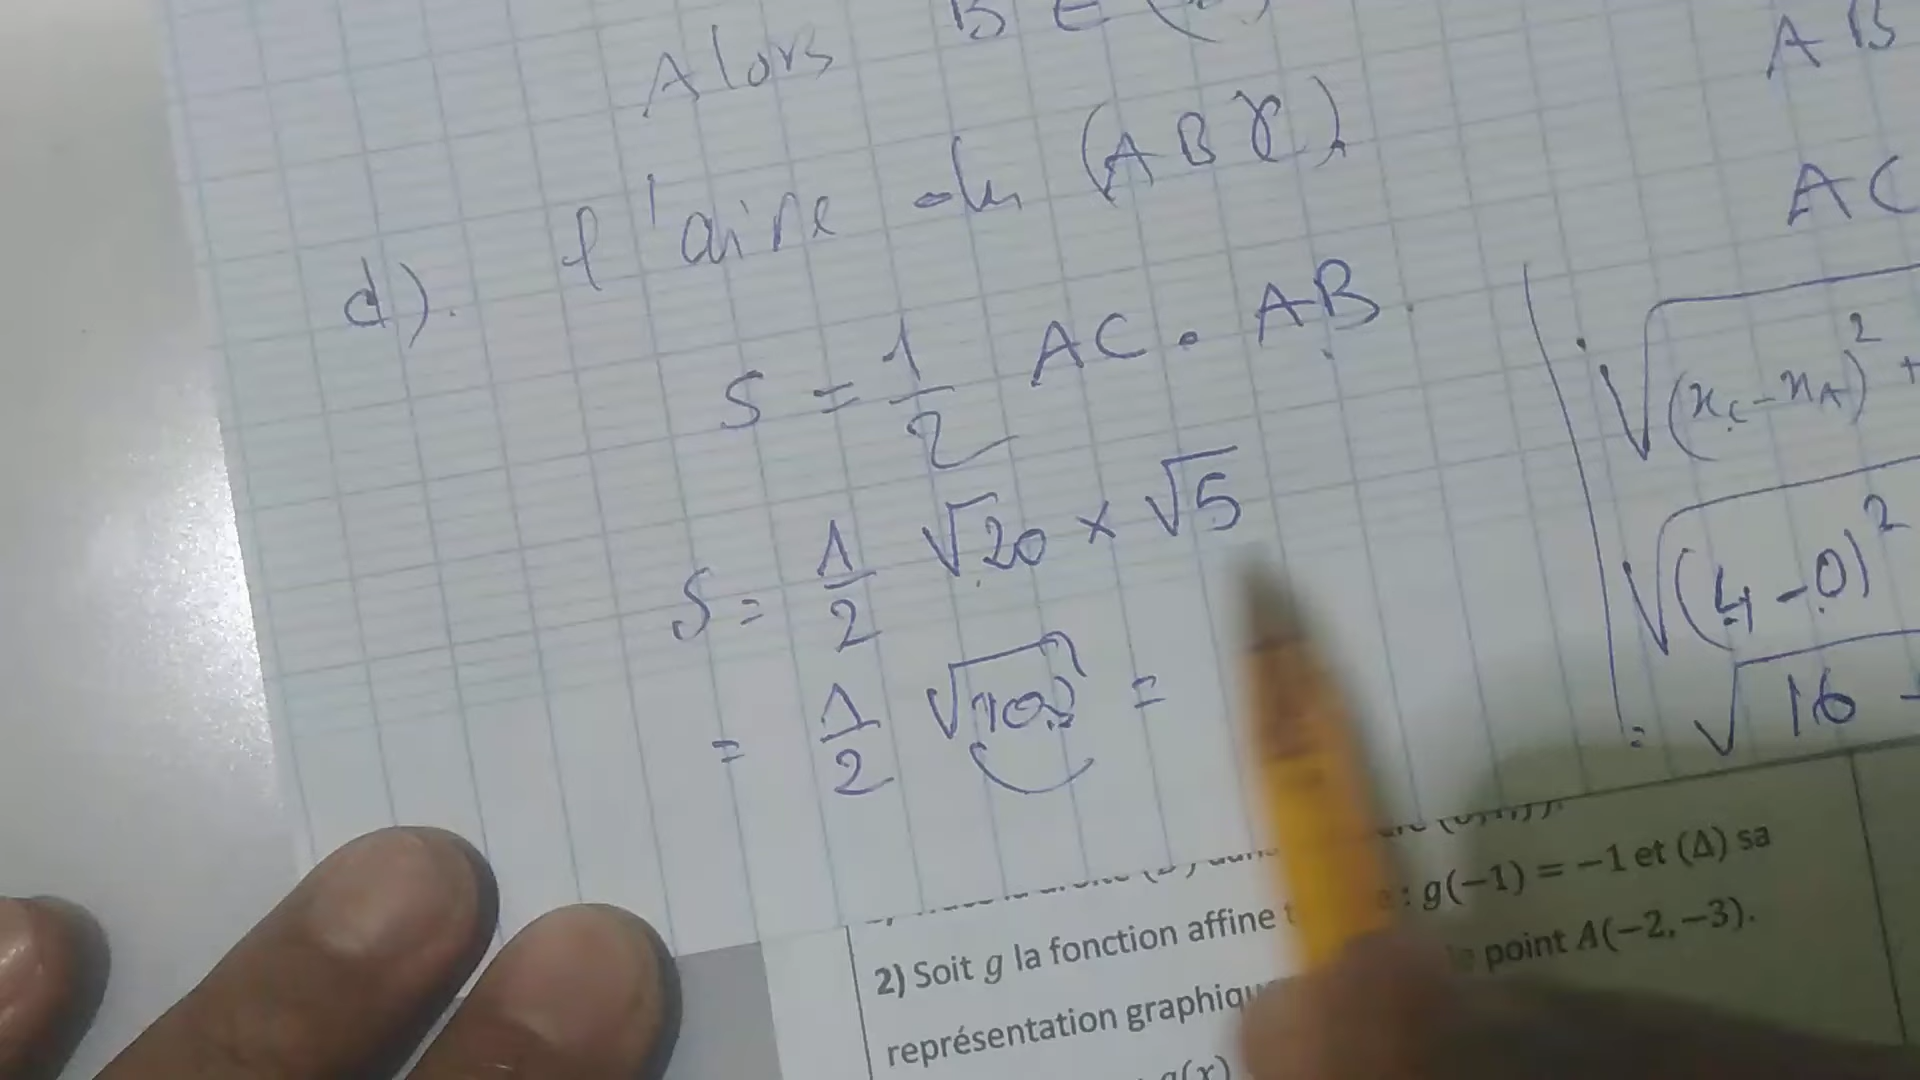 Alors B ∈ (
d). l'aire du (ABC)
S = 1/2 AC . AB.
S = 1/2 √20 × √5
= 1/2 √100 =
AB
AC
√(xC - xA)² +
√(4 - 0)²
= √16 -
2) Soit g la fonction affine : g(-1) = -1 et (Δ) sa
représentation graphique point A(-2,-3).
g(x)